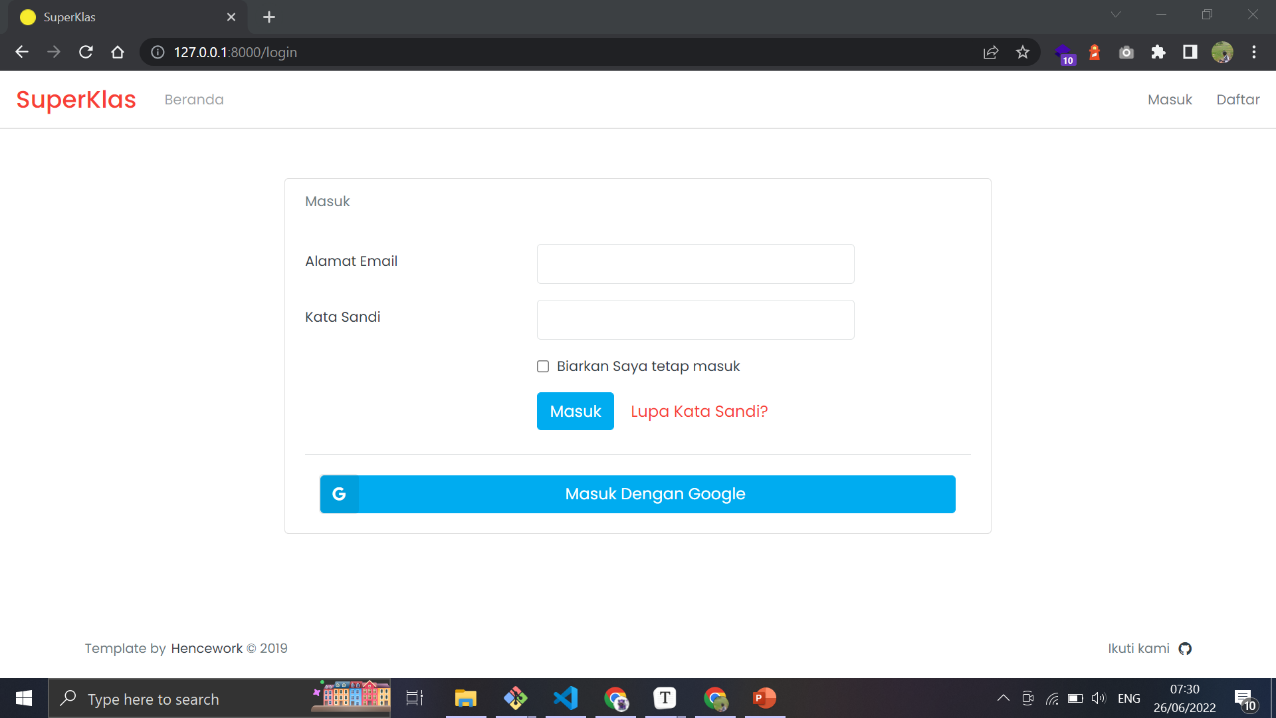 SuperKlas
127.0.0.1:8000/login
10
SuperKlas Beranda Masuk Daftar
Masuk
Alamat Email
Kata Sandi
Biarkan Saya tetap masuk
Masuk Lupa Kata Sandi?
G Masuk Dengan Google
Template by Hencework © 2019 Ikuti kami
Type here to search T P ENG 07:30
26/06/2022 10